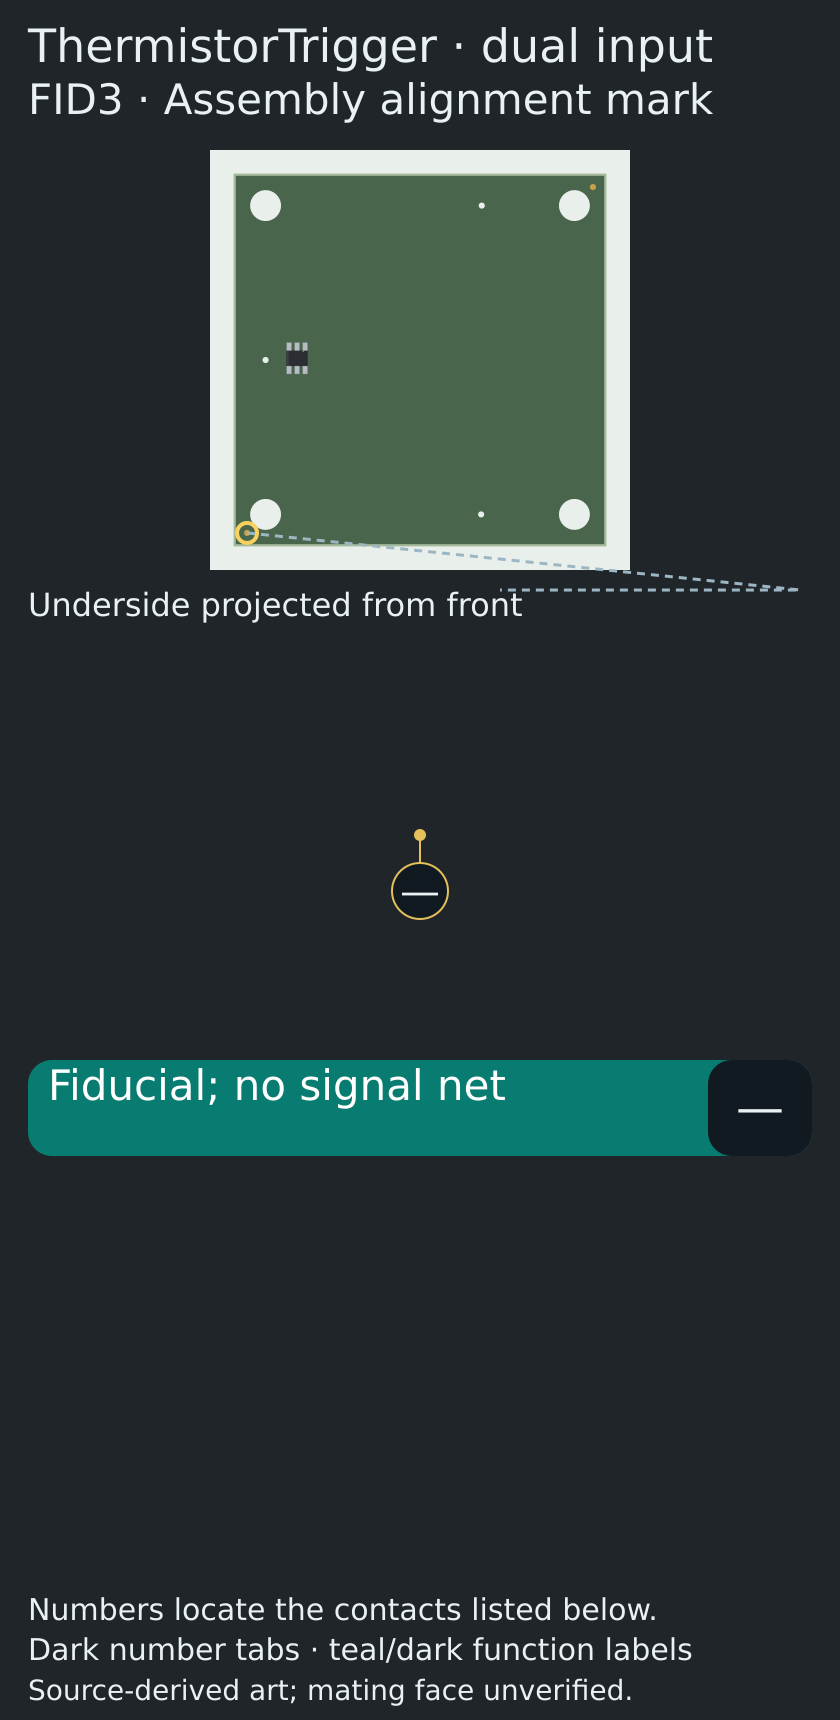 ThermistorTrigger · dual input
FID3 · Assembly alignment mark
Underside projected from front
—
Fiducial; no signal net
—
Numbers locate the contacts listed below.
Dark number tabs · teal/dark function labels
Source-derived art; mating face unverified.